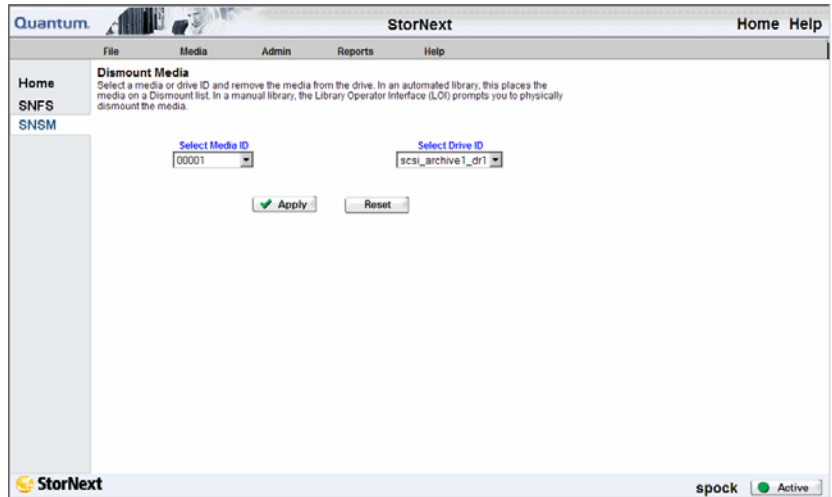 Quantum.
StorNext
Home Help
File Media Admin Reports Help
Home
SNFS
SNSM
Dismount Media
Select a media or drive ID and remove the media from the drive. In an automated library, this places the
media on a Dismount list. In a manual library, the Library Operator Interface (LOI) prompts you to physically
dismount the media.
Select Media ID Select Drive ID
00001 scsi_archive1_dr1
Apply Reset
StorNext
spock Active